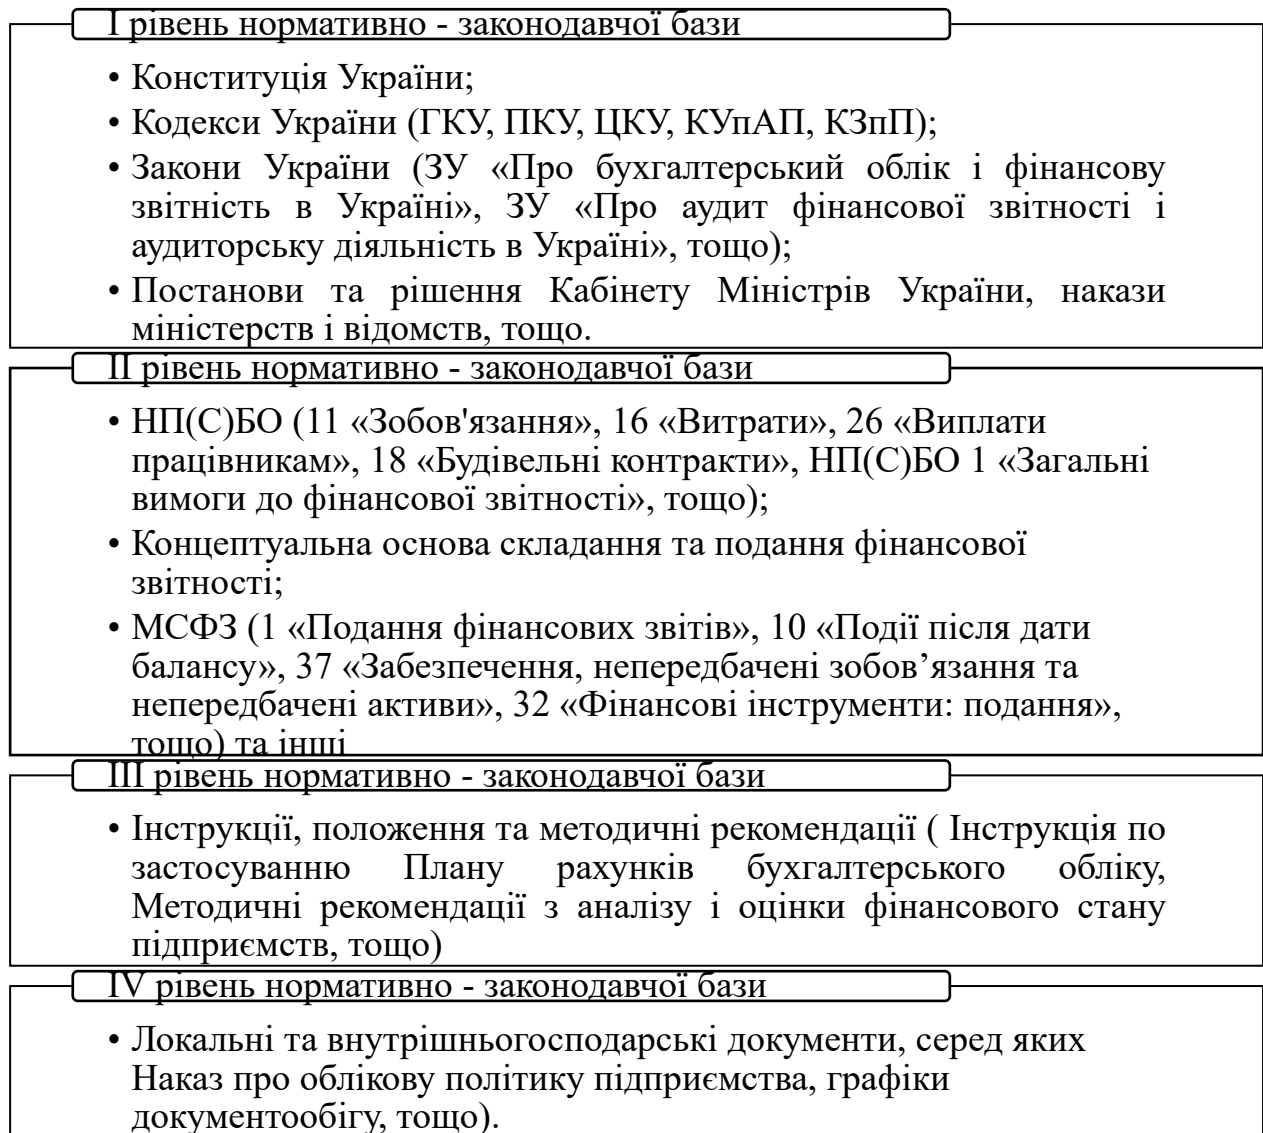 І рівень нормативно - законодавчої бази
• Конституція України;
• Кодекси України (ГКУ, ПКУ, ЦКУ, КУпАП, КЗпП);
• Закони України (ЗУ «Про бухгалтерський облік і фінансову
звітність в Україні», ЗУ «Про аудит фінансової звітності і
аудиторську діяльність в Україні», тощо);
• Постанови та рішення Кабінету Міністрів України, накази
міністерств і відомств, тощо.
ІІ рівень нормативно - законодавчої бази
• НП(С)БО (11 «Зобов'язання», 16 «Витрати», 26 «Виплати
працівникам», 18 «Будівельні контракти», НП(С)БО 1 «Загальні
вимоги до фінансової звітності», тощо);
• Концептуальна основа складання та подання фінансової
звітності;
• МСФЗ (1 «Подання фінансових звітів», 10 «Події після дати
балансу», 37 «Забезпечення, непередбачені зобов’язання та
непередбачені активи», 32 «Фінансові інструменти: подання»,
тощо) та інші
ІІІ рівень нормативно - законодавчої бази
• Інструкції, положення та методичні рекомендації ( Інструкція по
застосуванню Плану рахунків бухгалтерського обліку,
Методичні рекомендації з аналізу і оцінки фінансового стану
підприємств, тощо)
IV рівень нормативно - законодавчої бази
• Локальні та внутрішньогосподарські документи, серед яких
Наказ про облікову політику підприємства, графіки
документообігу, тощо).